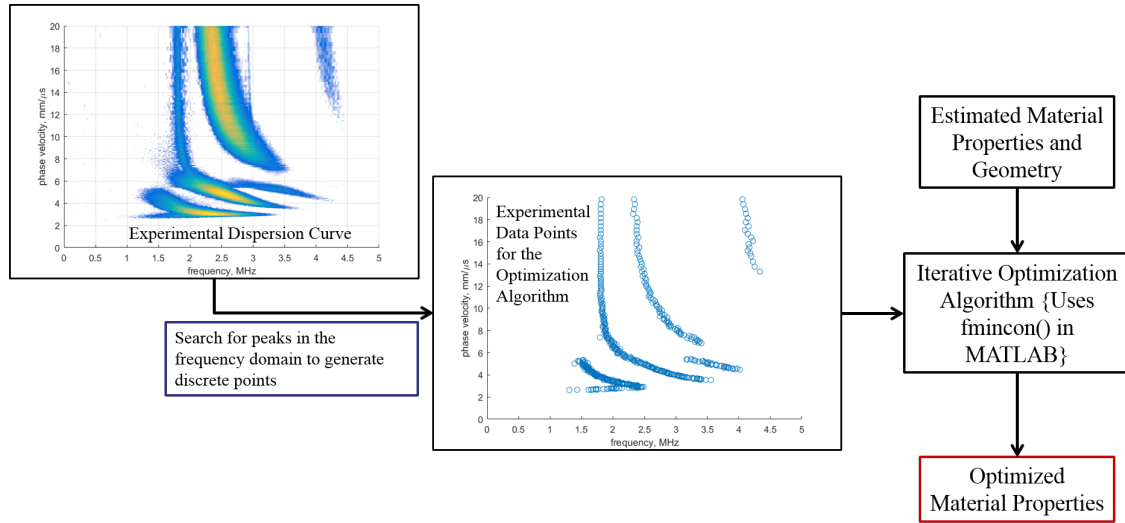 20
18
16
14
12
10
8
6
4
2
0
phase velocity, mm/μs
Experimental Dispersion Curve
0 0.5 1 1.5 2 2.5 3 3.5 4 4.5 5
frequency, MHz
Search for peaks in the
frequency domain to generate
discrete points
20
18
16
14
12
10
8
6
4
2
0
phase velocity, mm/μs
Experimental
Data Points
for the
Optimization
Algorithm
0 0.5 1 1.5 2 2.5 3 3.5 4 4.5 5
frequency, MHz
Estimated Material
Properties and
Geometry
Iterative Optimization
Algorithm {Uses
fmincon() in
MATLAB}
Optimized
Material Properties